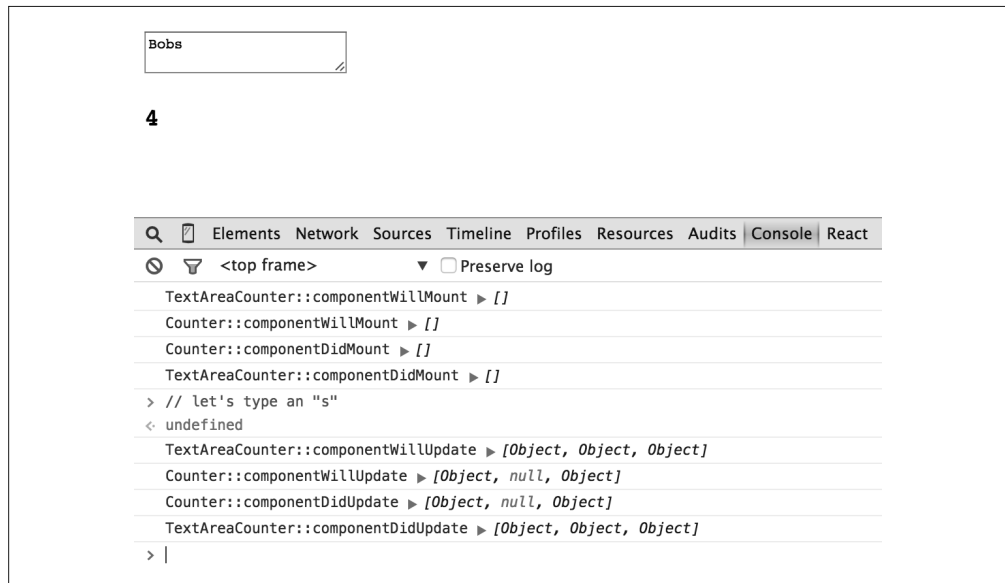 Bobs
4
Elements Network Sources Timeline Profiles Resources Audits Console React
<top frame> ▼ Preserve log
TextAreaCounter::componentWillMount ▶ []
Counter::componentWillMount ▶ []
Counter::componentDidMount ▶ []
TextAreaCounter::componentDidMount ▶ []
> // let's type an "s"
<· undefined
TextAreaCounter::componentWillUpdate ▶ [Object, Object, Object]
Counter::componentWillUpdate ▶ [Object, null, Object]
Counter::componentDidUpdate ▶ [Object, null, Object]
TextAreaCounter::componentDidUpdate ▶ [Object, Object, Object]
>